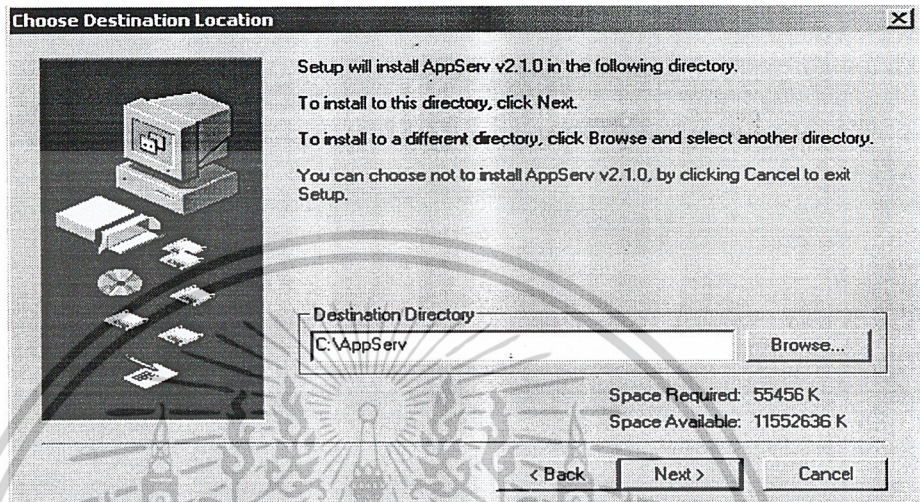 Choose Destination Location
Setup will install AppServ v2.1.0 in the following directory.
To install to this directory, click Next.
To install to a different directory, click Browse and select another directory.
You can choose not to install AppServ v2.1.0, by clicking Cancel to exit
Setup.
Destination Directory
C:\AppServ
Browse...
Space Required: 55456 K
Space Available: 11552636 K
< Back
Next >
Cancel